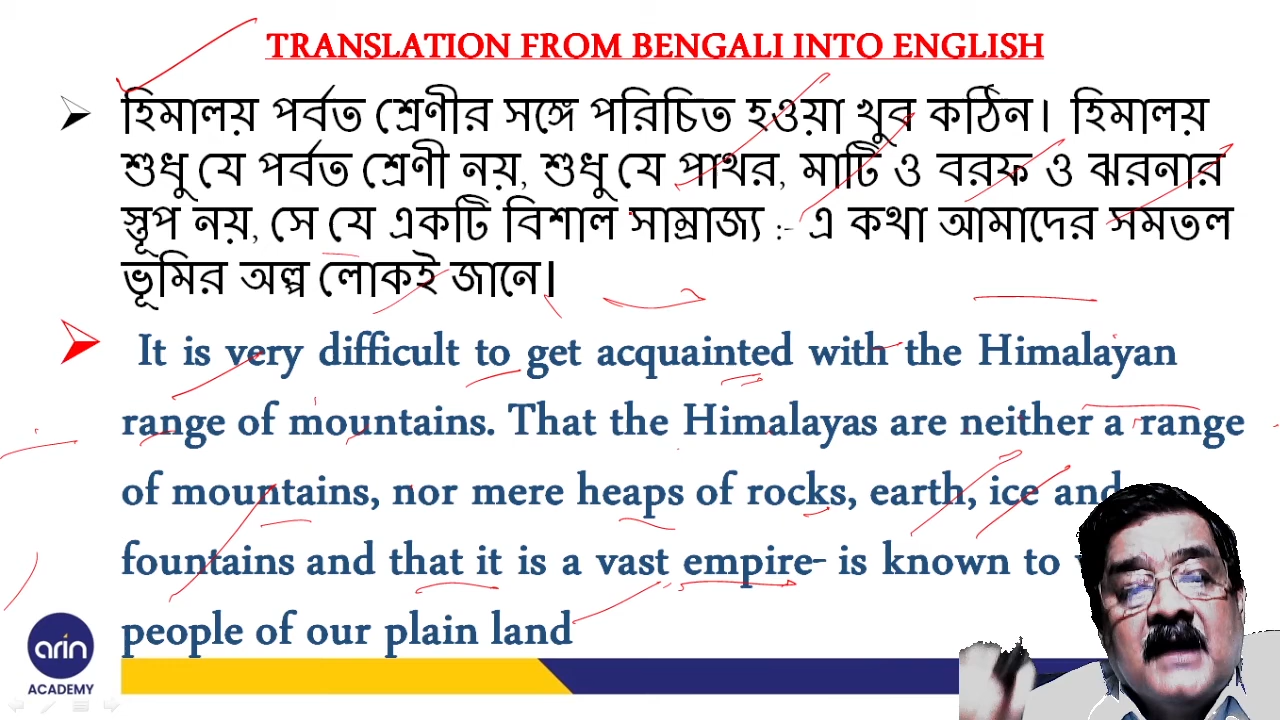 TRANSLATION FROM BENGALI INTO ENGLISH
হিমালয় পর্বত শ্রেণীর সঙ্গে পরিচিত হওয়া খুব কঠিন। হিমালয়
শুধু যে পর্বত শ্রেণী নয়, শুধু যে পাথর, মাটি ও বরফ ও ঝরনার
স্তূপ নয়, সে যে একটি বিশাল সাম্রাজ্য :- এ কথা আমাদের সমতল
ভূমির অল্প লোকই জানে।
It is very difficult to get acquainted with the Himalayan
range of mountains. That the Himalayas are neither a range
of mountains, nor mere heaps of rocks, earth, ice and
fountains and that it is a vast empire- is known to
people of our plain land
arin
ACADEMY